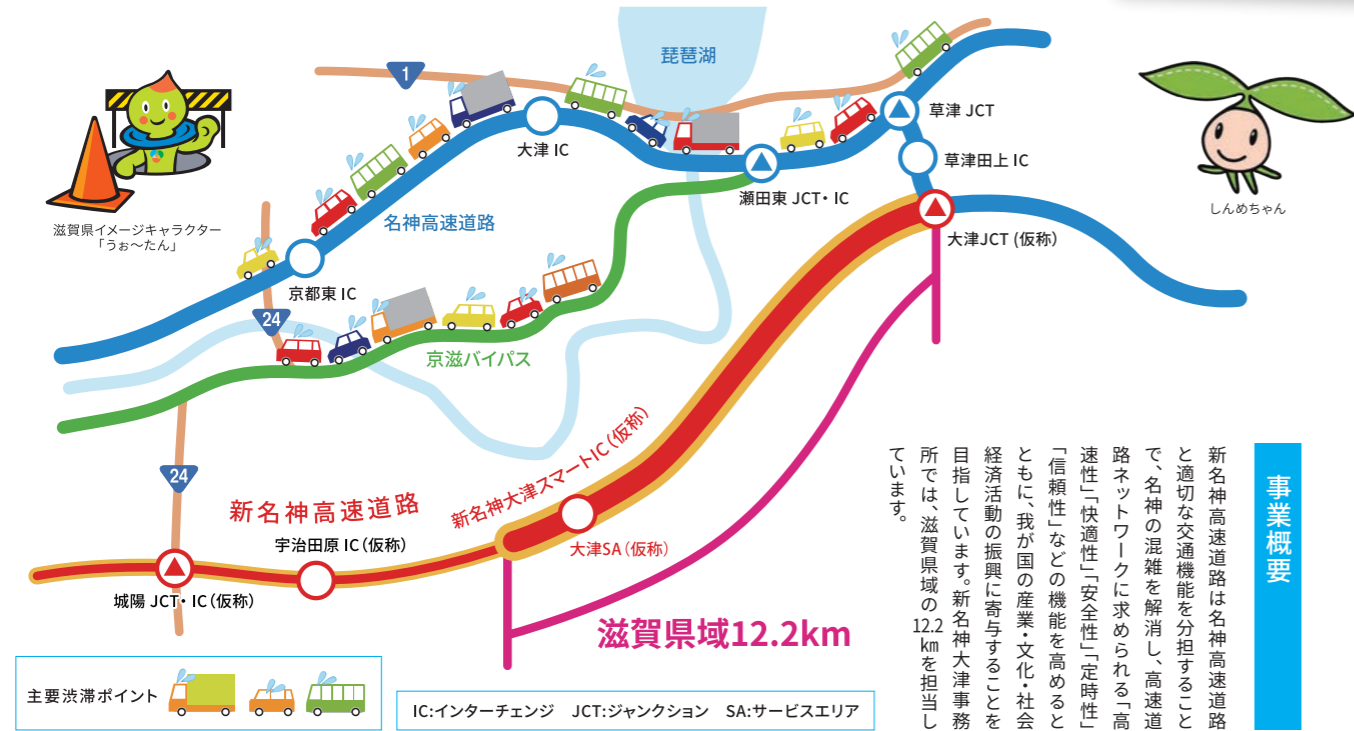 琵琶湖
1
草津 JCT
大津 IC
草津田上 IC
瀬田東 JCT・IC
しんめちゃん
滋賀県イメージキャラクター
「うぉ〜たん」
名神高速道路
大津JCT (仮称)
京都東 IC
24
京滋バイパス
新名神大津スマートIC(仮称)
24
新名神高速道路
宇治田原 IC(仮称)
大津SA(仮称)
城陽 JCT・IC(仮称)
滋賀県域12.2km
主要渋滞ポイント
IC:インターチェンジ JCT:ジャンクション SA:サービスエリア
事業概要
新名神高速道路は名神高速道路
と適切な交通機能を分担すること
で、名神の混雑を解消し、高速道
路ネットワークに求められる「高
速性」「快適性」「安全性」「定時性」
「信頼性」などの機能を高めると
ともに、我が国の産業・文化・社会
経済活動の振興に寄与することを
目指しています。新名神大津事務
所では、滋賀県域の12.2㎞を担当し
ています。